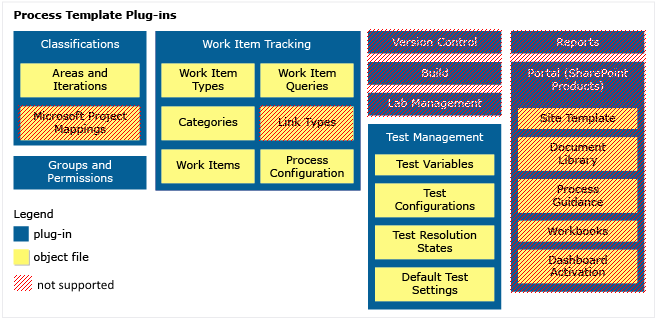 Process Template Plug-ins
Classifications
Areas and
Iterations
Microsoft Project
Mappings
Groups and
Permissions
Work Item Tracking
Work Item
Types
Work Item
Queries
Categories
Link Types
Work Items
Process
Configuration
Version Control
Build
Lab Management
Test Management
Test Variables
Test
Configurations
Test Resolution
States
Default Test
Settings
Reports
Portal (SharePoint
Products)
Site Template
Document
Library
Process
Guidance
Workbooks
Dashboard
Activation
Legend
plug-in
object file
not supported